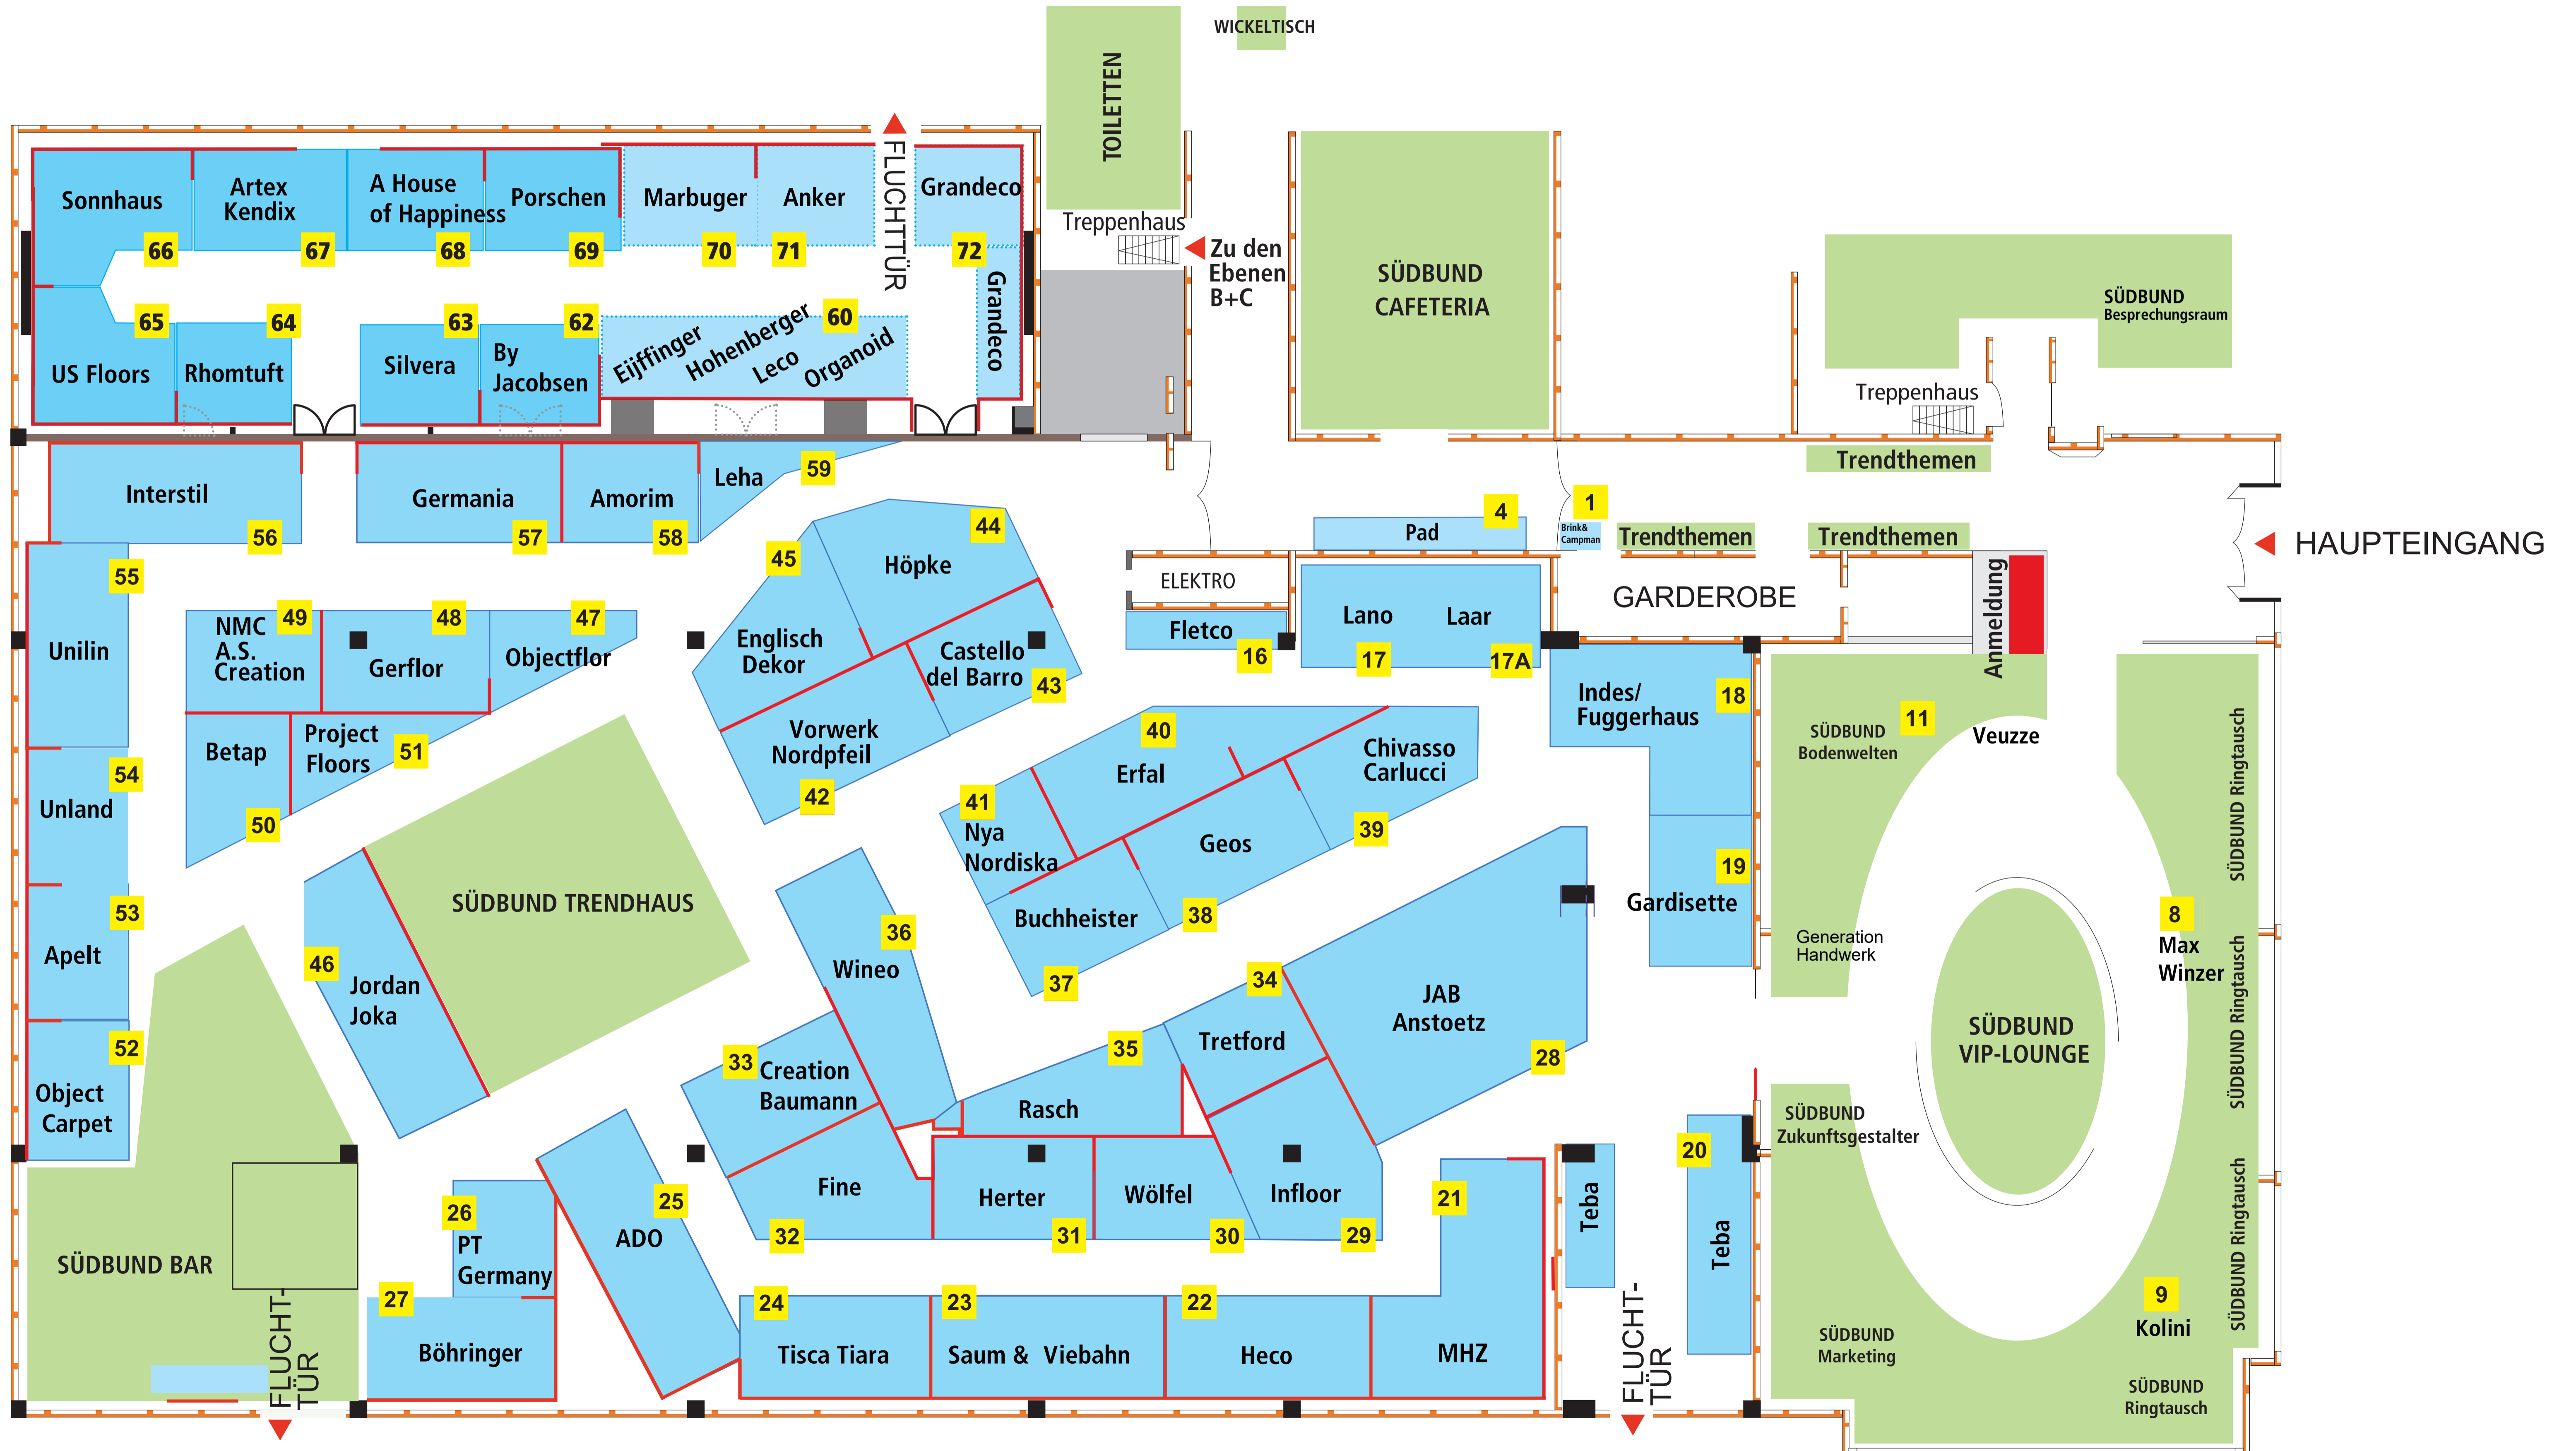 WICKELTISCH
TOILETTEN
Treppenhaus
Zu den
Ebenen
B+C
SÜDBUND
CAFETERIA
SÜDBUND
Besprechungsraum
Treppenhaus
Trendthemen
FLUCHTTÜR
Sonnhaus
66
Artex
Kendix
67
A House
of Happiness
68
Porschen
69
Marbuger
70
Anker
71
Grandeco
72
Grandeco
65
US Floors
64
Rhomtuft
63
Silvera
62
By
Jacobsen
60
Eijffinger
Hohenberger
Leco
Organoid
Interstil
56
Germania
57
Amorim
58
Leha
59
44
Höpke
45
Englisch
Dekor
Castello
del Barro
43
Vorwerk
Nordpfeil
42
4
Pad
1
Brink&
Campman
Trendthemen
Trendthemen
HAUPTEINGANG
ELEKTRO
Fletco
16
Lano
17
Laar
17A
GARDEROBE
Anmeldung
55
Unilin
54
Unland
53
Apelt
52
Object
Carpet
49
NMC
A.S.
Creation
48
Gerflor
47
Objectflor
Betap
50
Project
Floors
51
SÜDBUND TRENDHAUS
46
Jordan
Joka
40
Erfal
41
Nya
Nordiska
Chivasso
Carlucci
39
Geos
38
Buchheister
37
Indes/
Fuggerhaus
18
19
Gardisette
11
SÜDBUND
Bodenwelten
Veuzze
SÜDBUND Ringtausch
SÜDBUND Ringtausch
SÜDBUND Ringtausch
Generation
Handwerk
8
Max
Winzer
SÜDBUND
VIP-LOUNGE
SÜDBUND
Zukunftsgestalter
9
Kolini
SÜDBUND
Marketing
SÜDBUND
Ringtausch
36
Wineo
33
Creation
Baumann
34
Tretford
35
Rasch
JAB
Anstoetz
28
Fine
32
Herter
31
Wölfel
30
Infloor
29
21
MHZ
Teba
20
Teba
FLUCHT-
TÜR
25
ADO
26
PT
Germany
27
Böhringer
24
Tisca Tiara
23
Saum & Viebahn
22
Heco
SÜDBUND BAR
FLUCHT-
TÜR